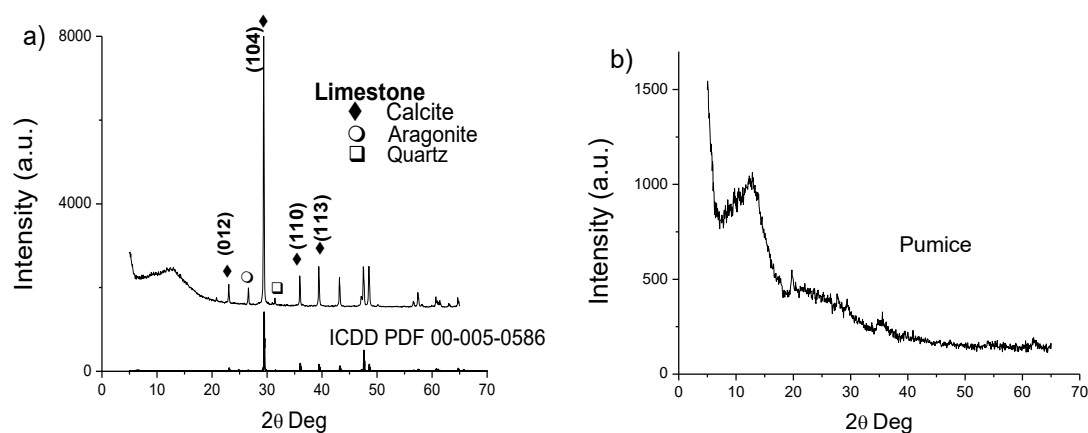 a)
8000
4000
0
0
10
20
30
40
50
60
70
Intensity (a.u.)
2θ Deg
(012)
(104)
(110)
(113)
Limestone
Calcite
Aragonite
Quartz
ICDD PDF 00-005-0586
b)
1500
1000
500
0
0
10
20
30
40
50
60
70
Intensity (a.u.)
2θ Deg
Pumice